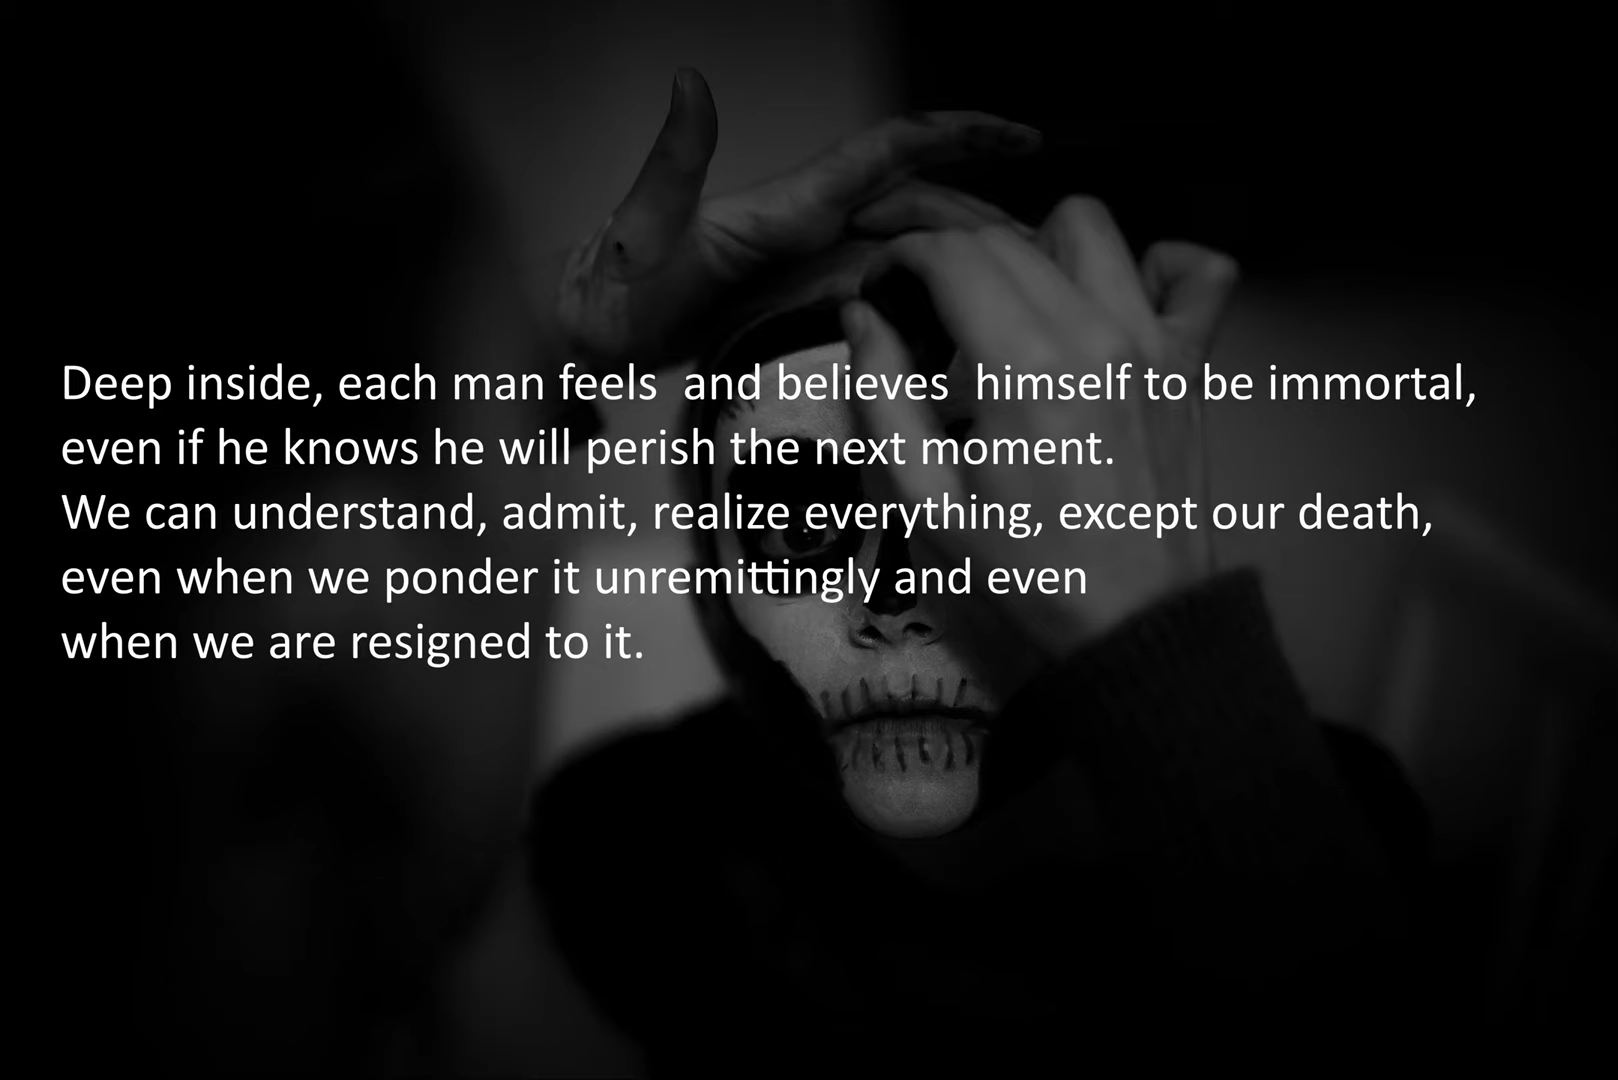 Deep inside, each man feels  and believes  himself to be immortal,
even if he knows he will perish the next moment.
We can understand, admit, realize everything, except our death,
even when we ponder it unremittingly and even
when we are resigned to it.